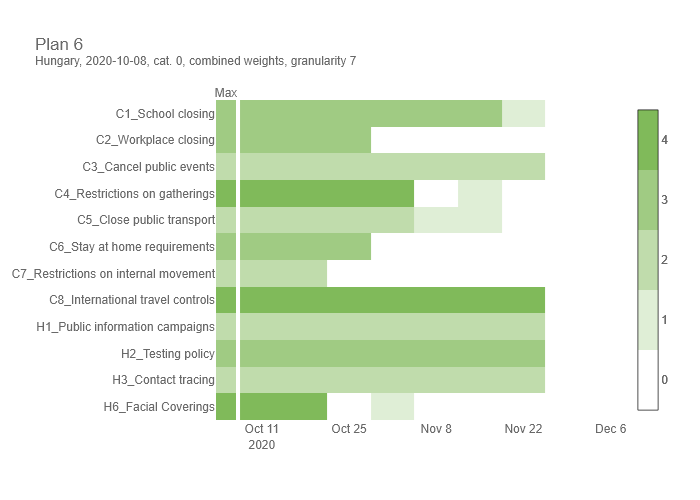 Plan 6
Hungary, 2020-10-08, cat. 0, combined weights, granularity 7
Max
C1_School closing
C2_Workplace closing
C3_Cancel public events
C4_Restrictions on gatherings
C5_Close public transport
C6_Stay at home requirements
C7_Restrictions on internal movement
C8_International travel controls
H1_Public information campaigns
H2_Testing policy
H3_Contact tracing
H6_Facial Coverings
Oct 11 Oct 25 Nov 8 Nov 22 Dec 6
2020
4
3
2
1
0